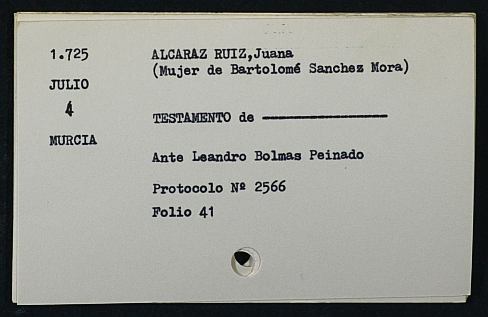 1.725
JULIO
4
MURCIA
ALCARAZ RUIZ,Juana
(Mujer de Bartolomé Sanchez Mora)
TESTAMENTO de ————————
Ante Leandro Bolmas Peinado
Protocolo Nº 2566
Folio 41